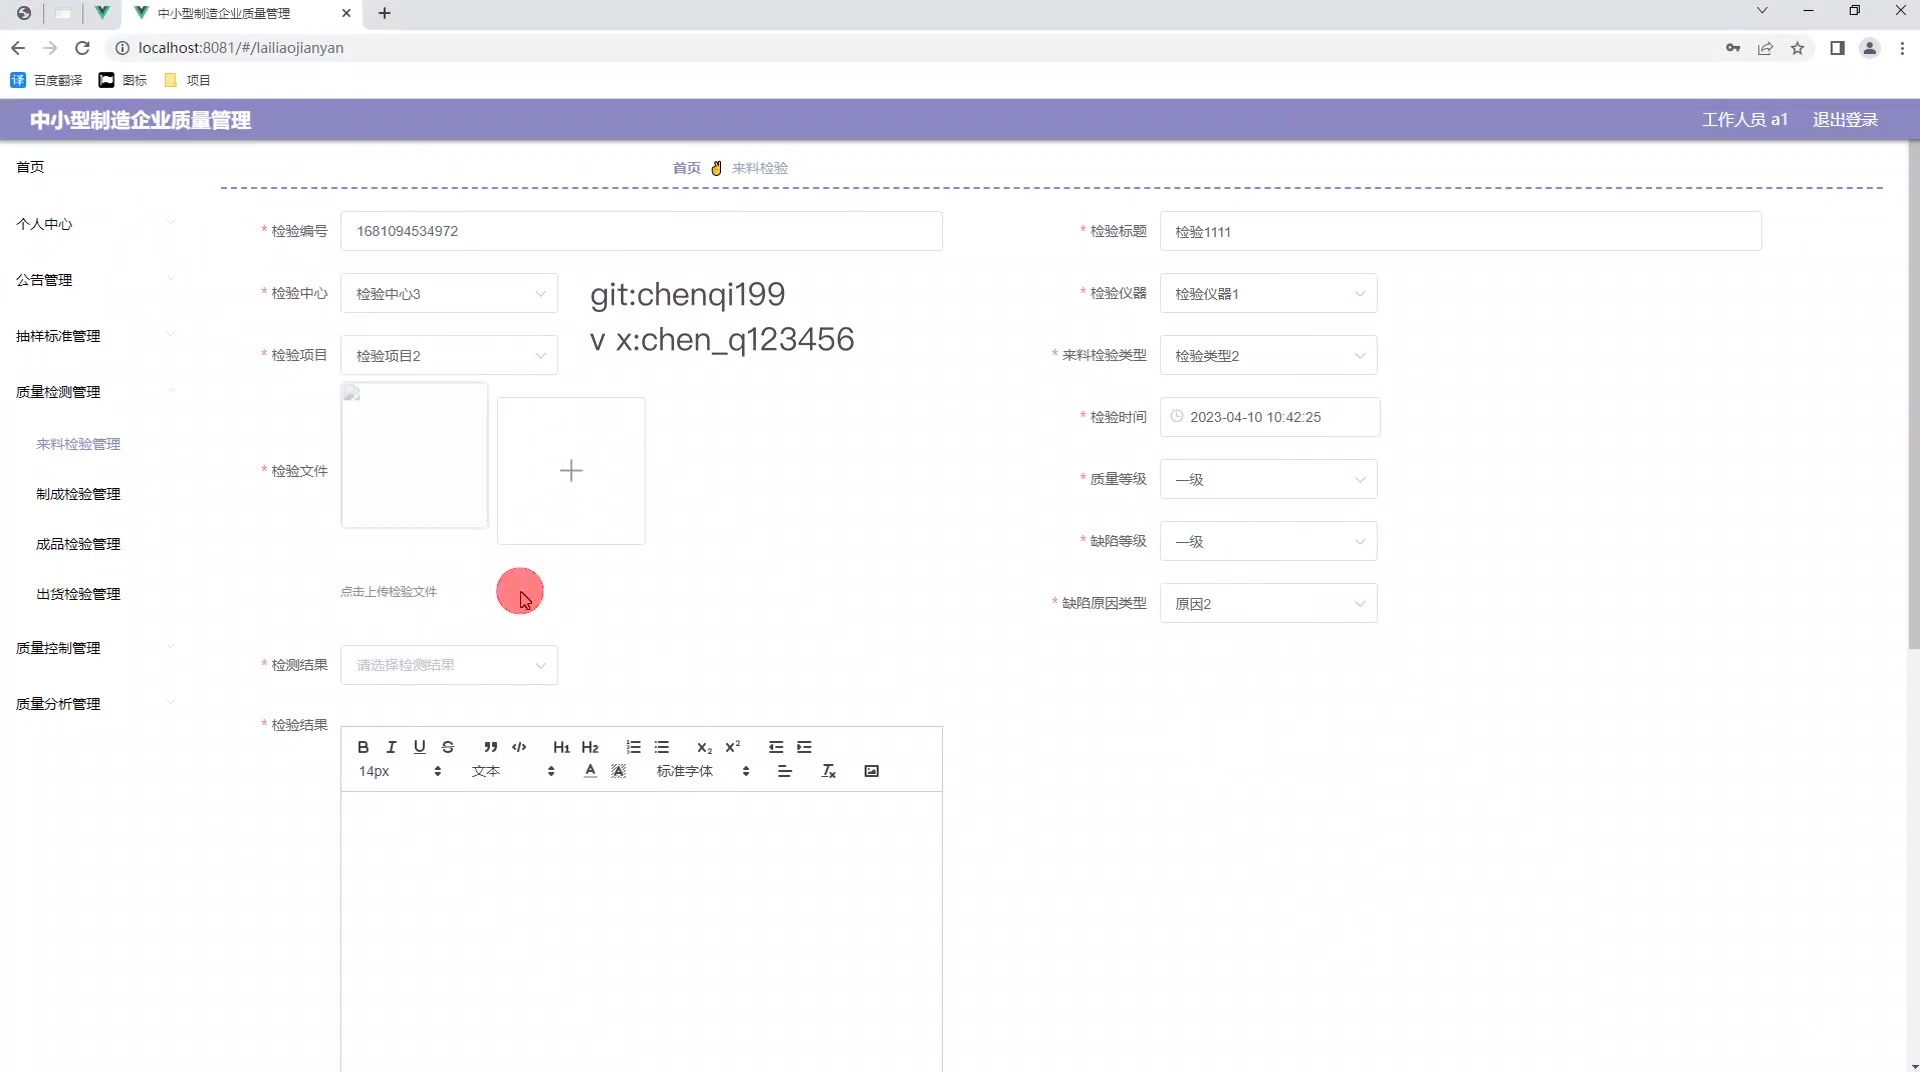 中小型制造企业质量管理
localhost:8081/#/lailiaojianyan
百度翻译 图标 项目
中小型制造企业质量管理
工作人员 a1 退出登录
首页
首页 ✌ 来料检验
个人中心
公告管理
抽样标准管理
质量检测管理
来料检验管理
制成检验管理
成品检验管理
出货检验管理
质量控制管理
质量分析管理
* 检验编号 1681094534972
* 检验标题 检验1111
* 检验中心 检验中心3
git:chenqi199
v x:chen_q123456
* 检验仪器 检验仪器1
* 检验项目 检验项目2
* 来料检验类型 检验类型2
* 检验文件
* 检验时间 2023-04-10 10:42:25
* 质量等级 一级
* 缺陷等级 一级
点击上传检验文件
* 缺陷原因类型 原因2
* 检测结果 请选择检测结果
* 检验结果
B I U S ” </> H1 H2 x₂ x²
14px 文本 A A 标准字体 Tx